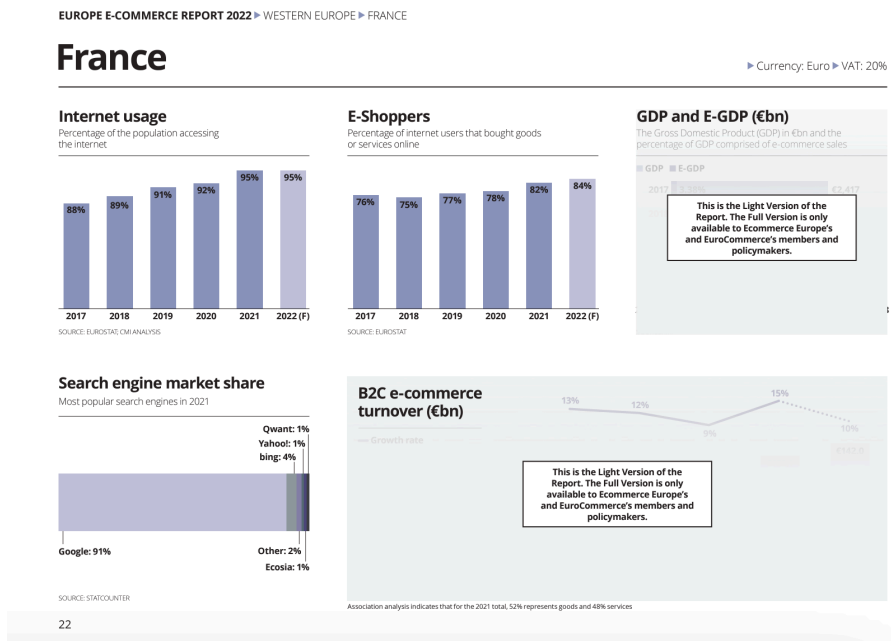 EUROPE E-COMMERCE REPORT 2022 ▶ WESTERN EUROPE ▶ FRANCE
France
▶ Currency: Euro ▶ VAT: 20%
Internet usage
Percentage of the population accessing
the internet
88%
89%
91%
92%
95%
95%
2017
2018
2019
2020
2021
2022 (F)
SOURCE: EUROSTAT; CMI ANALYSIS
E-Shoppers
Percentage of internet users that bought goods
or services online
76%
75%
77%
78%
82%
84%
2017
2018
2019
2020
2021
2022 (F)
SOURCE: EUROSTAT
GDP and E-GDP (€bn)
The Gross Domestic Product (GDP) in €bn and the
percentage of GDP comprised of e-commerce sales
GDP E-GDP
2017
€2,417
This is the Light Version of the
Report. The Full Version is only
available to Ecommerce Europe's
and EuroCommerce's members and
policymakers.
Search engine market share
Most popular search engines in 2021
Qwant: 1%
Yahoo!: 1%
bing: 4%
Google: 91%
Other: 2%
Ecosia: 1%
SOURCE: STATCOUNTER
B2C e-commerce
turnover (€bn)
Growth rate
13%
12%
9%
15%
10%
This is the Light Version of the
Report. The Full Version is only
available to Ecommerce Europe's
and EuroCommerce's members and
policymakers.
Association analysis indicates that for the 2021 total, 52% represents goods and 48% services
22